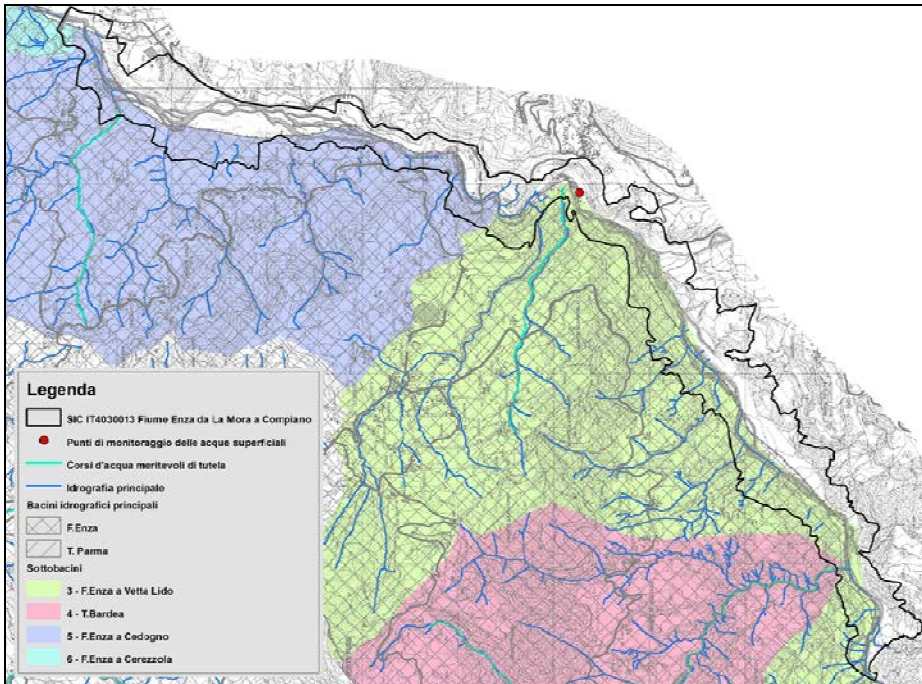 Legenda
SIC IT4030013 Fiume Enza da La Mora a Compiano
Punti di monitoraggio delle acque superficiali
Corsi d'acqua meritevoli di tutela
Idrografia principale
Bacini idrografici principali
F.Enza
T. Parma
Sottobacini
3 - F.Enza a Vetta Lido
4 - T.Bardea
5 - F.Enza a Cedogno
6 - F.Enza a Cerezzola